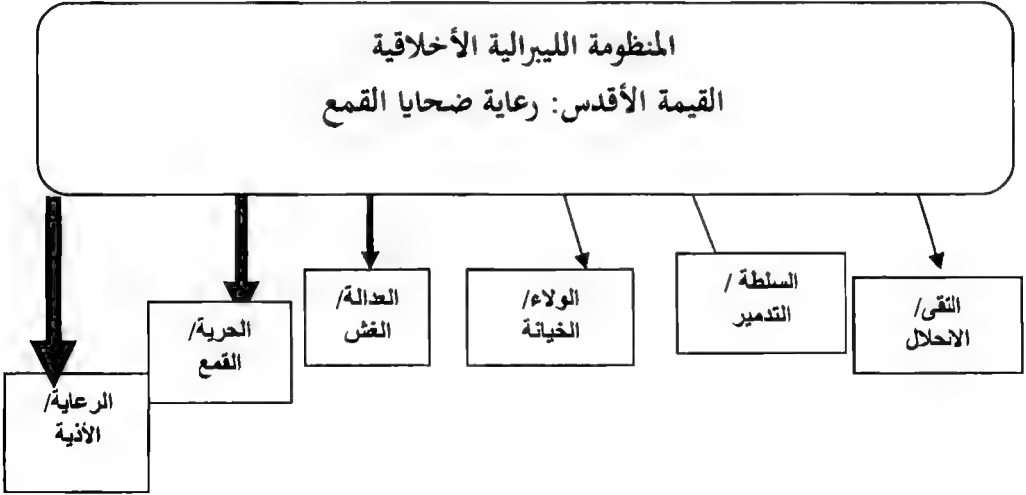 المنظومة الليبرالية الأخلاقية
القيمة الأقدس: رعاية ضحايا القمع
التقى/
الانحلال
السلطة /
التدمير
الولاء/
الخيانة
العدالة/
الغش
الحرية/
القمع
الرعاية/
الأذية